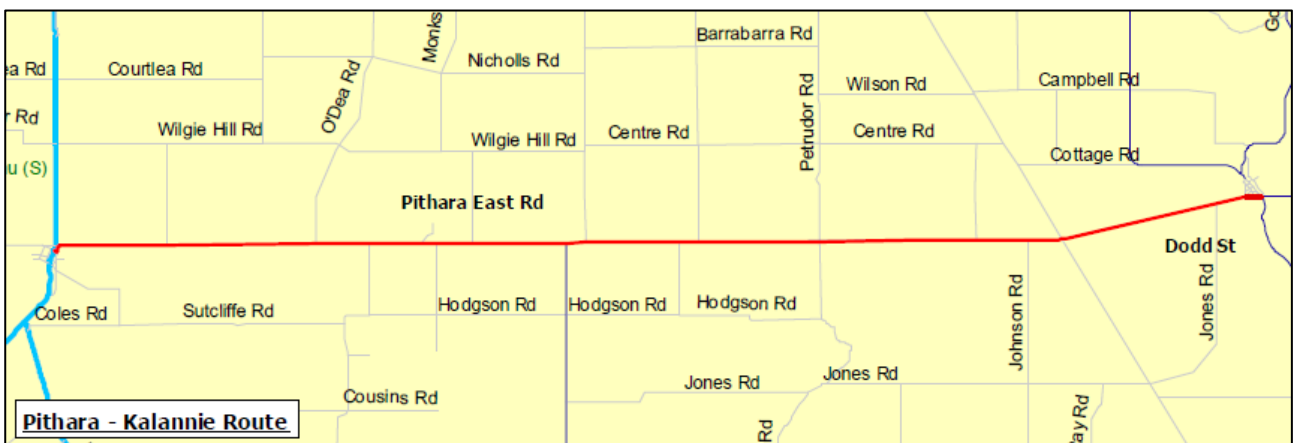 Barrabarra Rd
Monks
Go
Nicholls Rd
ea Rd
Courtlea Rd
O'Dea Rd
Petrudor Rd
Wilson Rd
Campbell Rd
r Rd
Wilgie Hill Rd
Wilgie Hill Rd
Centre Rd
Centre Rd
Cottage Rd
u (S)
Pithara East Rd
Dodd St
Coles Rd
Sutcliffe Rd
Hodgson Rd
Hodgson Rd
Hodgson Rd
Johnson Rd
Jones Rd
Jones Rd
Jones Rd
Cousins Rd
Rd
ay Rd
Pithara - Kalannie Route